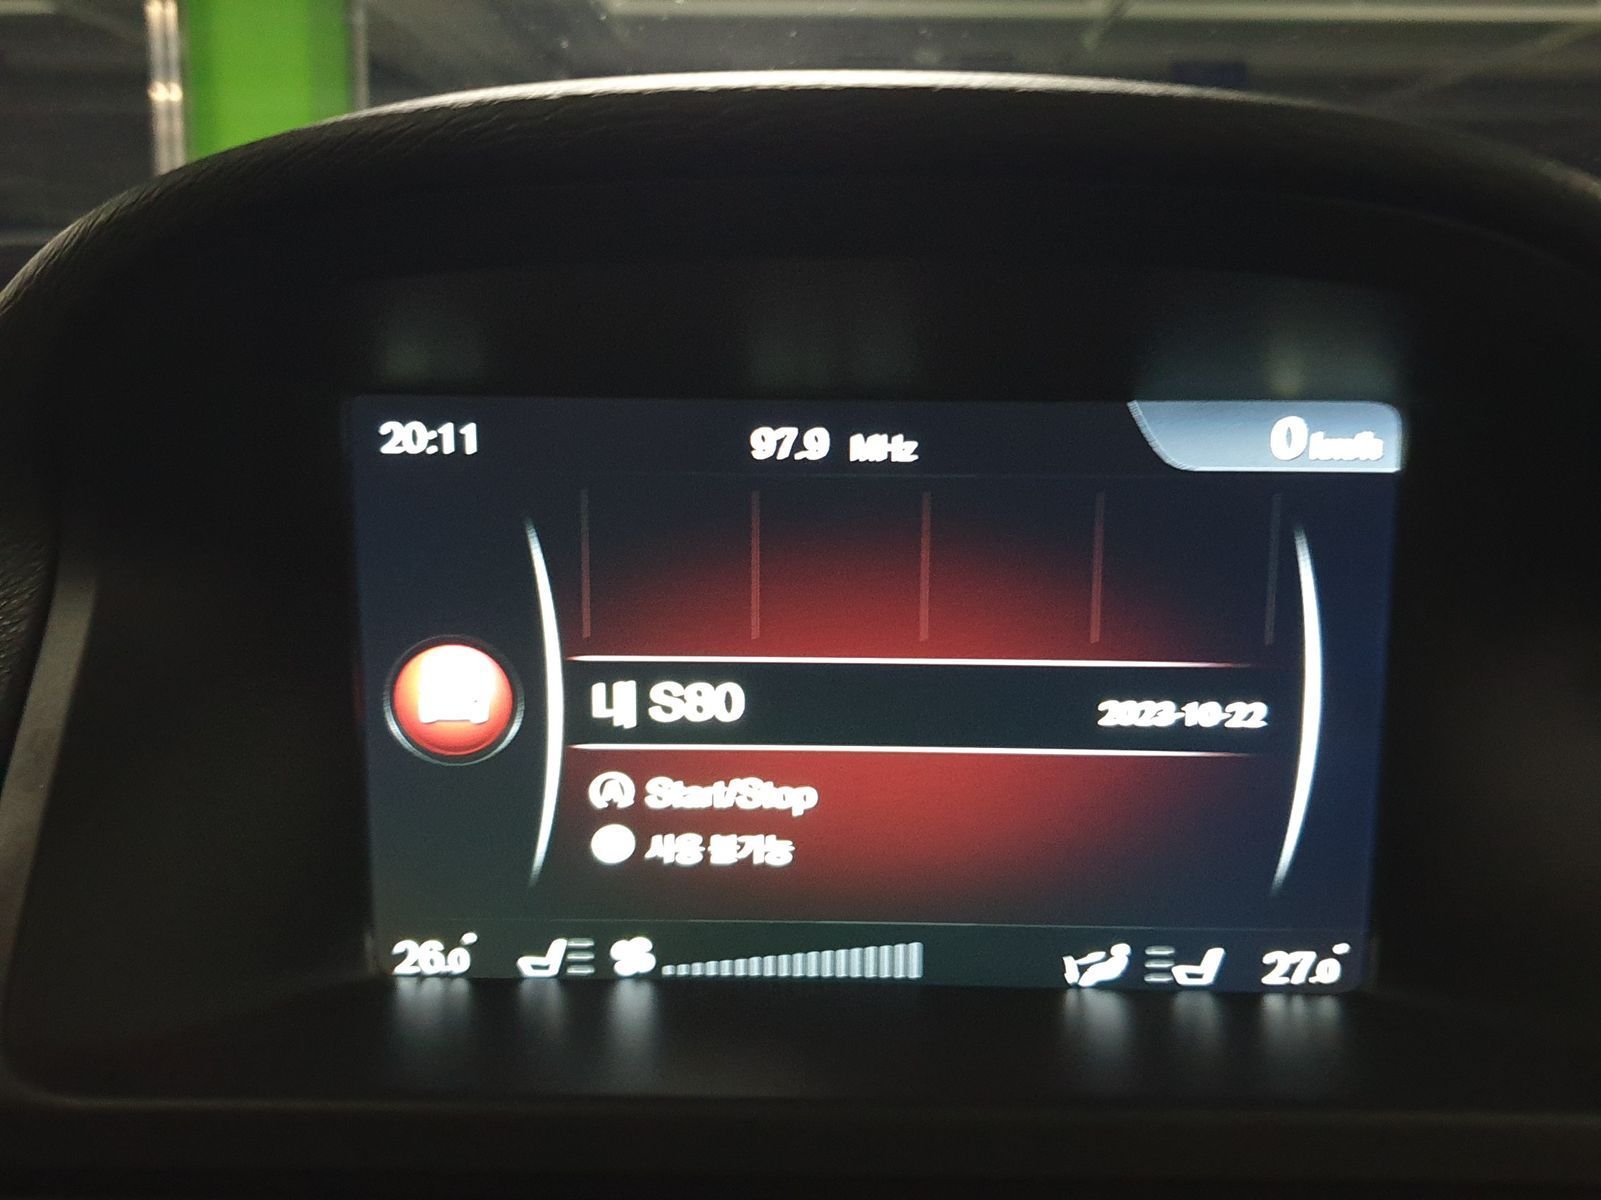 20:11
97.9 MHz
0 km/h
내 S80
2023-10-22
Start/Stop
사용 불가능
26.0°
27.0°